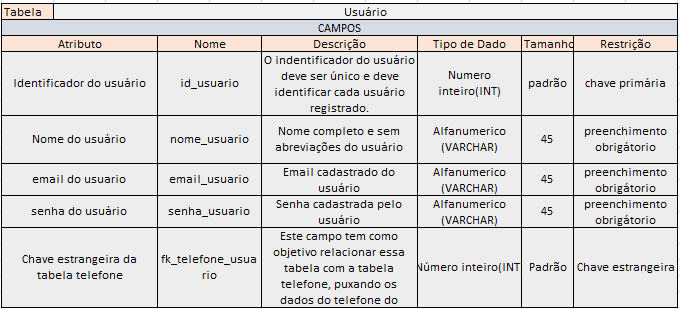 Tabela Usuário
CAMPOS
Atributo Nome Descrição Tipo de Dado Tamanho Restrição
Identificador do usuário id_usuario O indentificador do usuário
deve ser único e deve
identificar cada usuário
registrado. Numero
inteiro(INT) padrão chave primária
Nome do usuário nome_usuario Nome completo e sem
abreviações do usuário Alfanumerico
(VARCHAR) 45 preenchimento
obrigátorio
email do usuario email_usuario Email cadastrado do
usuário Alfanumerico
(VARCHAR) 45 preenchimento
obrigátorio
senha do usuário senha_usuario Senha cadastrada pelo
usuário Alfanumerico
(VARCHAR) 45 preenchimento
obrigátorio
Chave estrangeira da
tabela telefone fk_telefone_usua
rio Este campo tem como
objetivo relacionar essa
tabela com a tabela
telefone, puxando os
dados do telefone do Número inteiro(INT Padrão Chave estrangeira